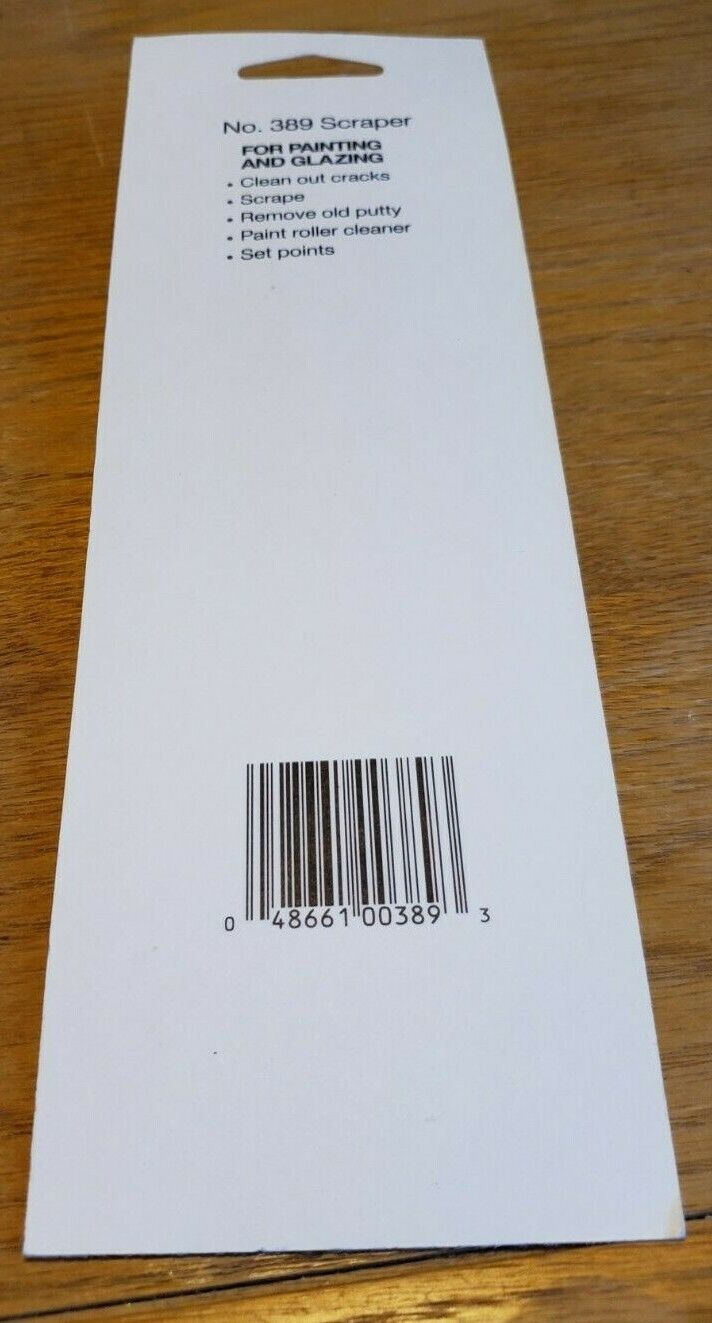 No. 389 Scraper
FOR PAINTING
AND GLAZING
• Clean out cracks
• Scrape
• Remove old putty
• Paint roller cleaner
• Set points
0 48661 00389 3